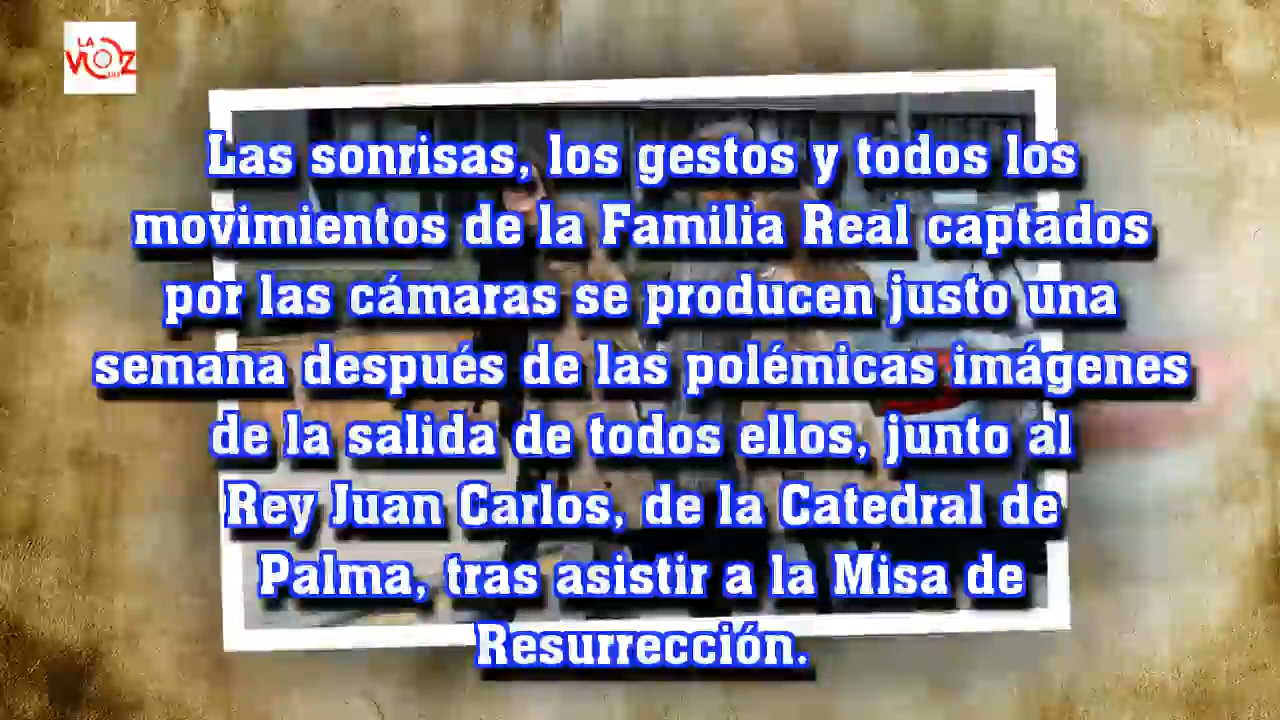 LA
VOZ
Las sonrisas, los gestos y todos los
movimientos de la Familia Real captados
por las cámaras se producen justo una
semana después de las polémicas imágenes
de la salida de todos ellos, junto al
Rey Juan Carlos, de la Catedral de
Palma, tras asistir a la Misa de
Resurrección.